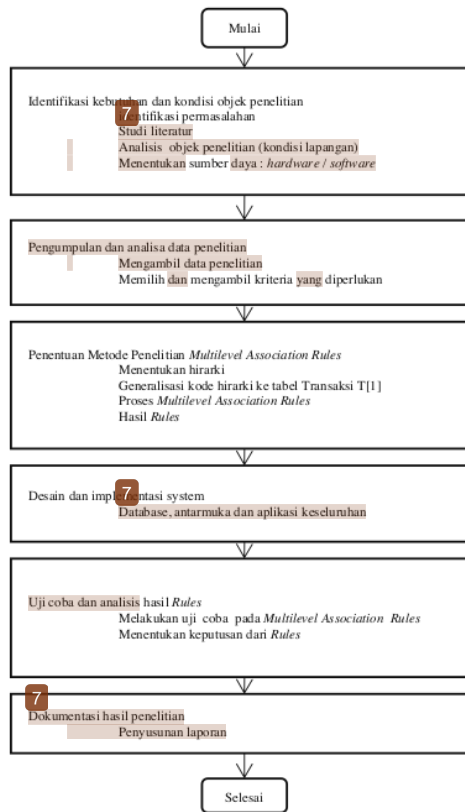 Mulai
Identifikasi kebutuhan dan kondisi objek penelitian
7
identifikasi permasalahan
Studi literatur
Analisis objek penelitian (kondisi lapangan)
Menentukan sumber daya : hardware / software
Pengumpulan dan analisa data penelitian
Mengambil data penelitian
Memilih dan mengambil kriteria yang diperlukan
Penentuan Metode Penelitian Multilevel Association Rules
Menentukan hirarki
Generalisasi kode hirarki ke tabel Transaksi T[1]
Proses Multilevel Association Rules
Hasil Rules
7
Desain dan implementasi system
Database, antarmuka dan aplikasi keseluruhan
Uji coba dan analisis hasil Rules
Melakukan uji coba pada Multilevel Association Rules
Menentukan keputusan dari Rules
7
Dokumentasi hasil penelitian
Penyusunan laporan
Selesai